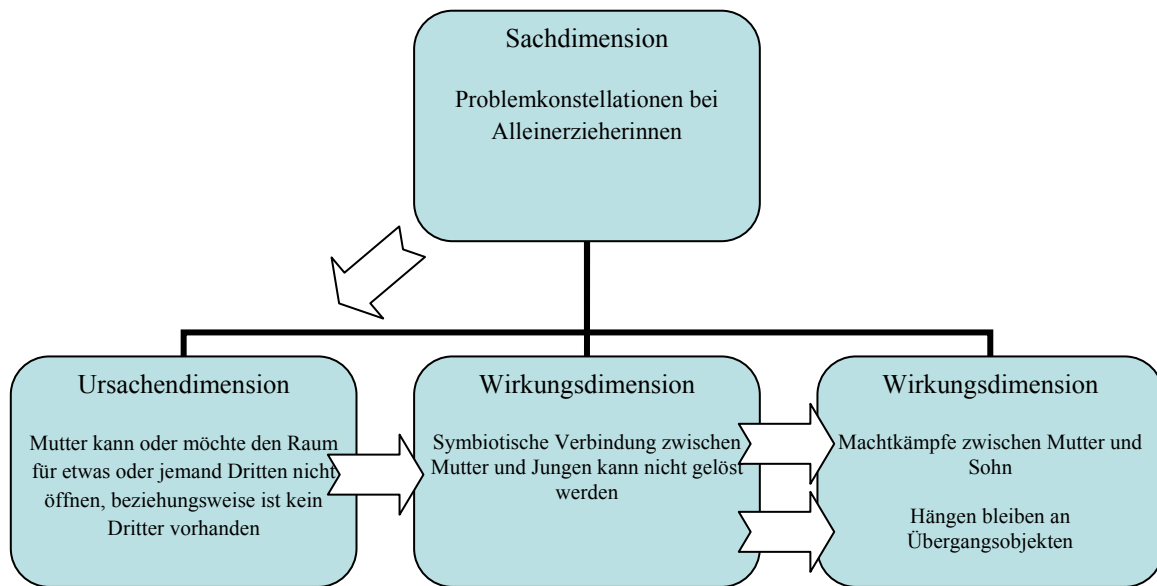 Sachdimension
Problemkonstellationen bei
Alleinerzieherinnen
Ursachendimension
Mutter kann oder möchte den Raum
für etwas oder jemand Dritten nicht
öffnen, beziehungsweise ist kein
Dritter vorhanden
Wirkungsdimension
Symbiotische Verbindung zwischen
Mutter und Jungen kann nicht gelöst
werden
Wirkungsdimension
Machtkämpfe zwischen Mutter und
Sohn
Hängen bleiben an
Übergangsobjekten